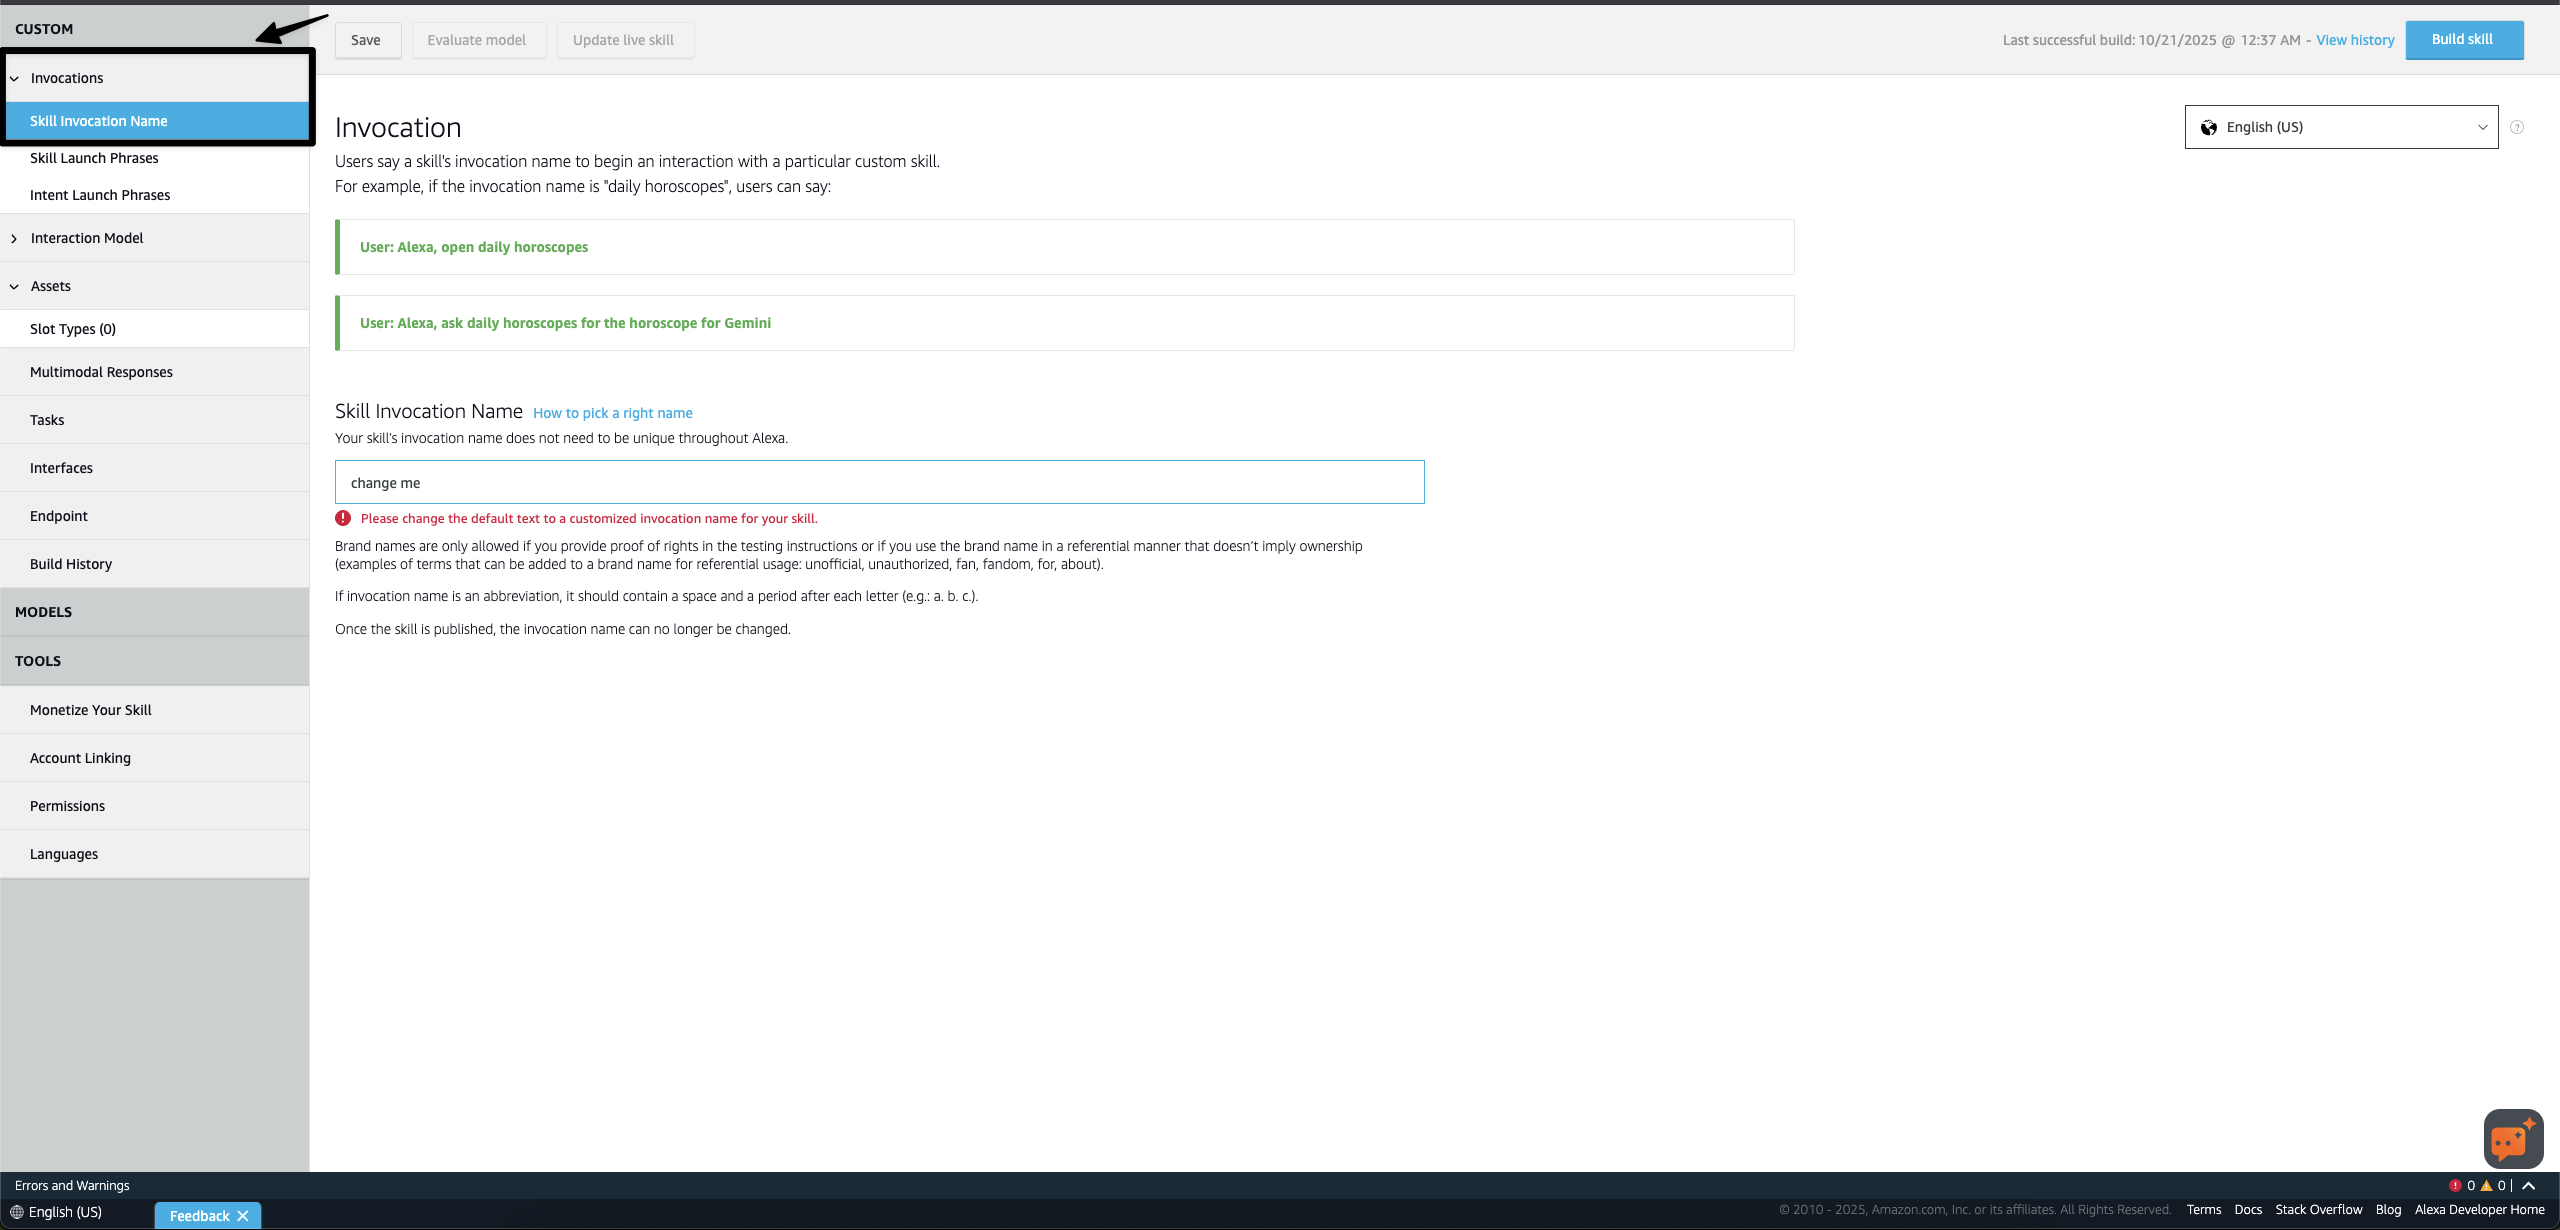 CUSTOM
Invocations
Skill Invocation Name
Skill Launch Phrases
Intent Launch Phrases
Interaction Model
Assets
Slot Types (0)
Multimodal Responses
Tasks
Interfaces
Endpoint
Build History
MODELS
TOOLS
Monetize Your Skill
Account Linking
Permissions
Languages
Save
Evaluate model
Update live skill
Last successful build: 10/21/2025 @ 12:37 AM - View history
Build skill
Invocation
English (US)
Users say a skill's invocation name to begin an interaction with a particular custom skill.
For example, if the invocation name is "daily horoscopes", users can say:
User: Alexa, open daily horoscopes
User: Alexa, ask daily horoscopes for the horoscope for Gemini
Skill Invocation Name How to pick a right name
Your skill's invocation name does not need to be unique throughout Alexa.
change me
Please change the default text to a customized invocation name for your skill.
Brand names are only allowed if you provide proof of rights in the testing instructions or if you use the brand name in a referential manner that doesn't imply ownership
(examples of terms that can be added to a brand name for referential usage: unofficial, unauthorized, fan, fandom, for, about).
If invocation name is an abbreviation, it should contain a space and a period after each letter (e.g.: a. b. c.).
Once the skill is published, the invocation name can no longer be changed.
Errors and Warnings
0 0 |
English (US)
Feedback
© 2010 - 2025, Amazon.com, Inc. or its affiliates. All Rights Reserved. Terms Docs Stack Overflow Blog Alexa Developer Home